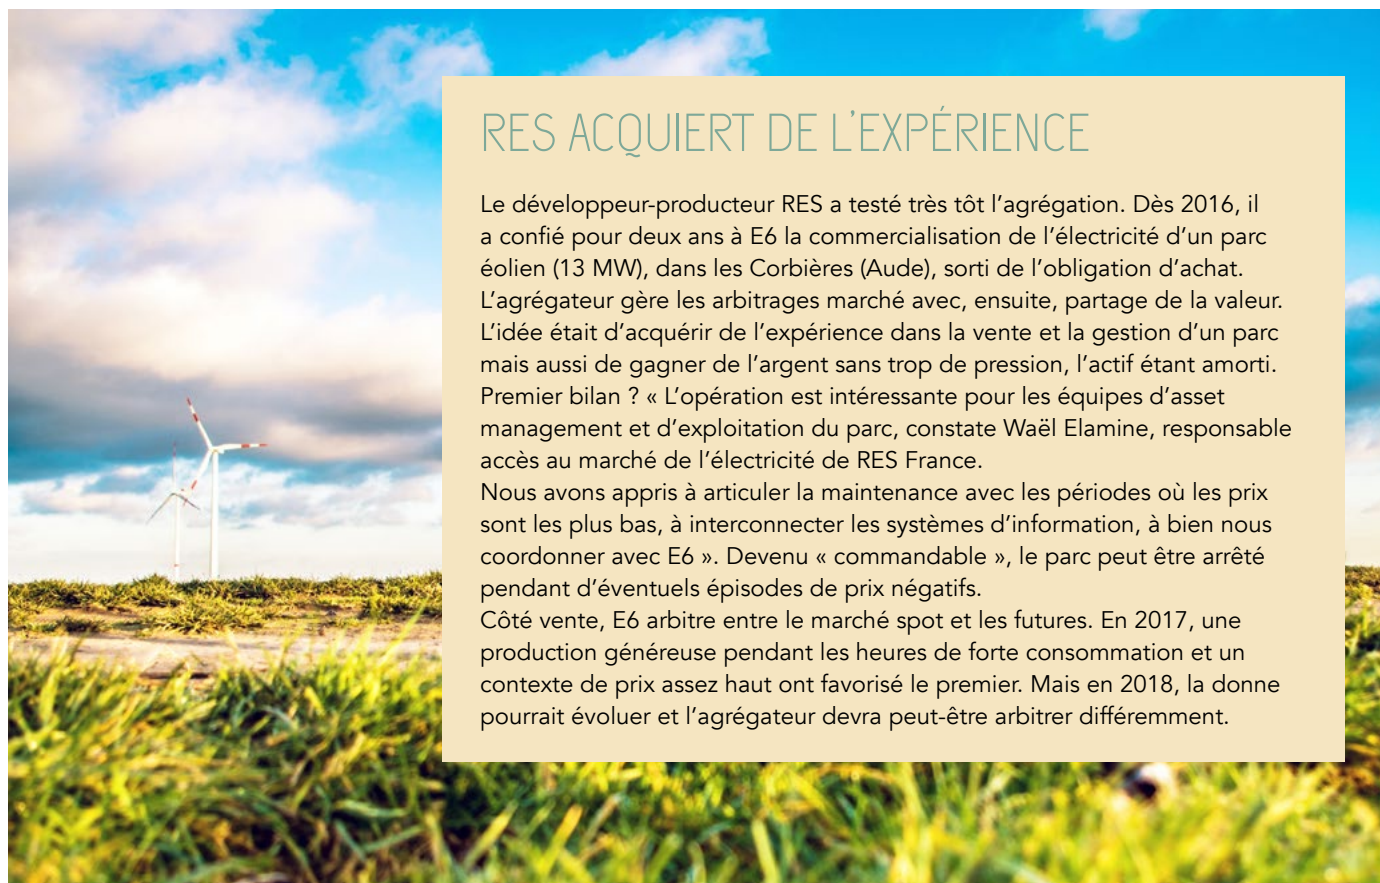 RES ACQUIERT DE L’EXPÉRIENCE
Le développeur-producteur RES a testé très tôt l’agrégation. Dès 2016, il
a confié pour deux ans à E6 la commercialisation de l’électricité d’un parc
éolien (13 MW), dans les Corbières (Aude), sorti de l’obligation d’achat.
L’agrégateur gère les arbitrages marché avec, ensuite, partage de la valeur.
L’idée était d’acquérir de l’expérience dans la vente et la gestion d’un parc
mais aussi de gagner de l’argent sans trop de pression, l’actif étant amorti.
Premier bilan ? « L’opération est intéressante pour les équipes d’asset
management et d’exploitation du parc, constate Waël Elamine, responsable
accès au marché de l’électricité de RES France.
Nous avons appris à articuler la maintenance avec les périodes où les prix
sont les plus bas, à interconnecter les systèmes d’information, à bien nous
coordonner avec E6 ». Devenu « commandable », le parc peut être arrêté
pendant d’éventuels épisodes de prix négatifs.
Côté vente, E6 arbitre entre le marché spot et les futures. En 2017, une
production généreuse pendant les heures de forte consommation et un
contexte de prix assez haut ont favorisé le premier. Mais en 2018, la donne
pourrait évoluer et l’agrégateur devra peut-être arbitrer différemment.